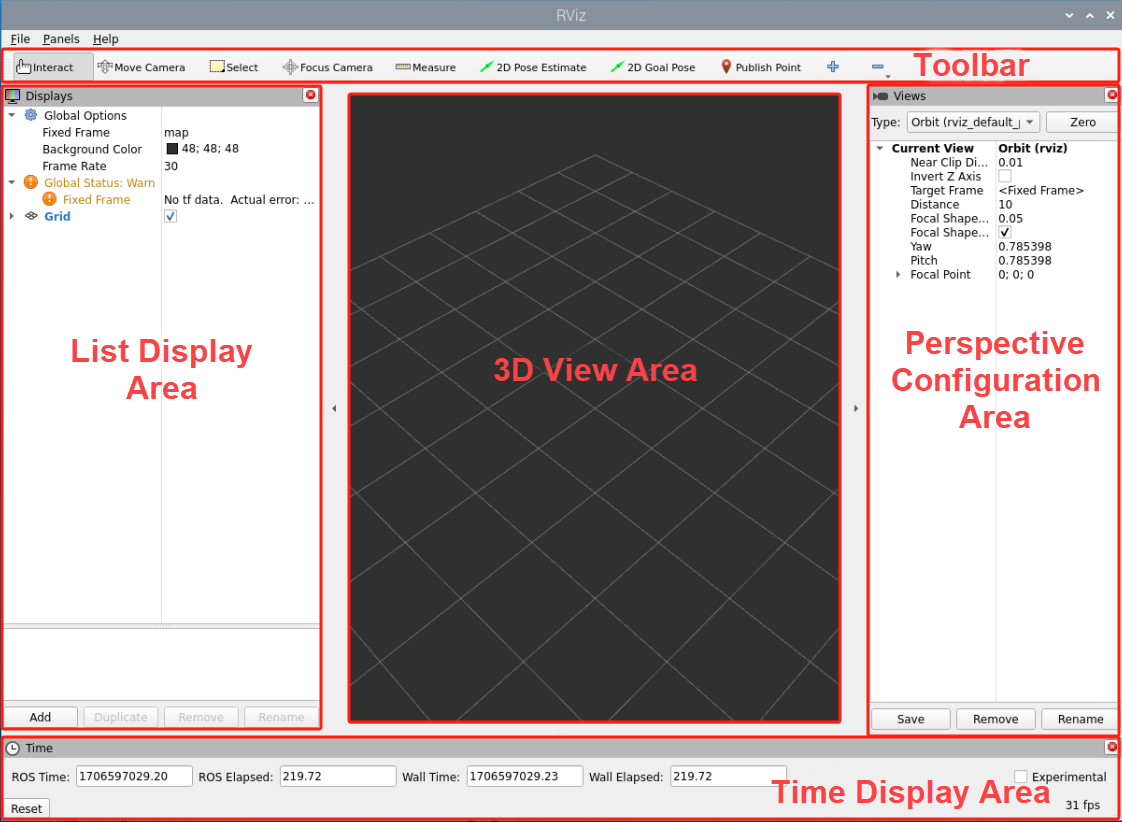 RViz
File Panels Help
Interact Move Camera Select Focus Camera Measure 2D Pose Estimate 2D Goal Pose Publish Point Toolbar
Displays
Global Options
Fixed Frame map
Background Color 48; 48; 48
Frame Rate 30
Global Status: Warn
Fixed Frame No tf data. Actual error: ...
Grid
List Display
Area
Add Duplicate Remove Rename
3D View Area
Views
Type: Orbit (rviz_default_ Zero
Current View Orbit (rviz)
Near Clip Di... 0.01
Invert Z Axis
Target Frame <Fixed Frame>
Distance 10
Focal Shape... 0.05
Focal Shape...
Yaw 0.785398
Pitch 0.785398
Focal Point 0; 0; 0
Perspective
Configuration
Area
Save Remove Rename
Time
ROS Time: 1706597029.20 ROS Elapsed: 219.72 Wall Time: 1706597029.23 Wall Elapsed: 219.72 Experimental
Time Display Area
Reset 31 fps